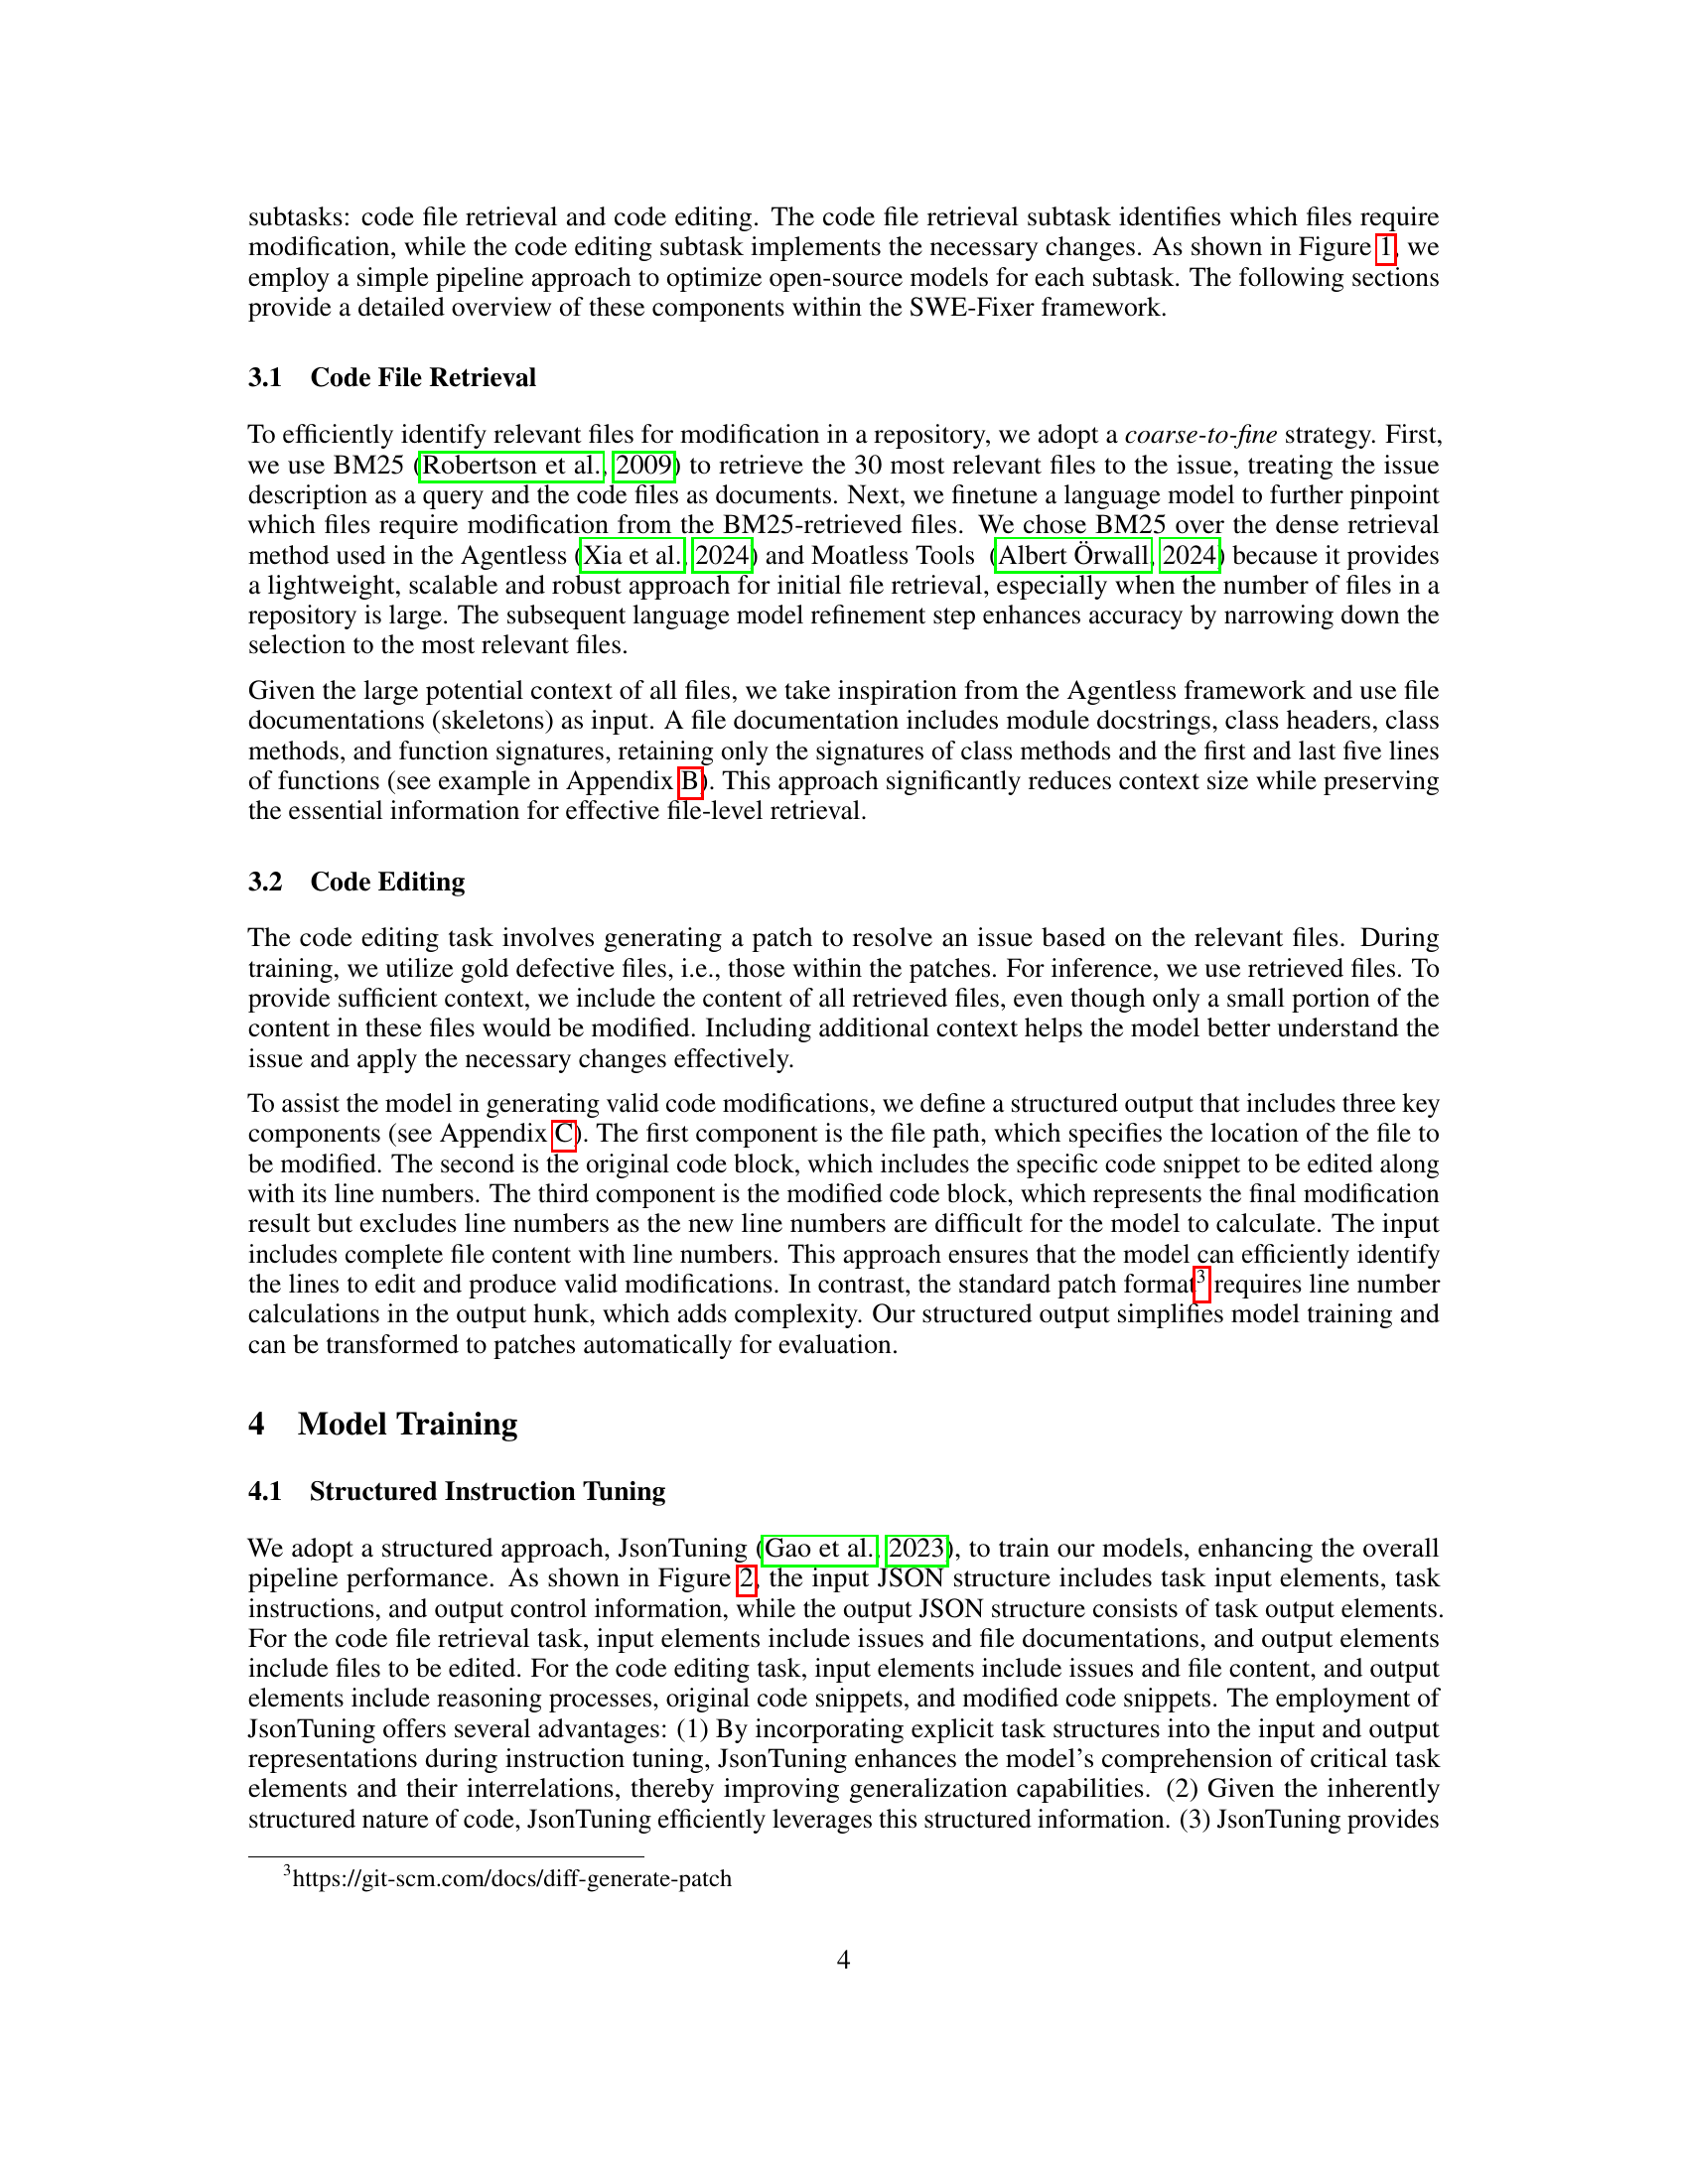 subtasks: code file retrieval and code editing. The code file retrieval subtask identifies which files require
modification, while the code editing subtask implements the necessary changes. As shown in Figure 1, we
employ a simple pipeline approach to optimize open-source models for each subtask. The following sections
provide a detailed overview of these components within the SWE-Fixer framework.
3.1 Code File Retrieval
To efficiently identify relevant files for modification in a repository, we adopt a coarse-to-fine strategy. First,
we use BM25 (Robertson et al., 2009) to retrieve the 30 most relevant files to the issue, treating the issue
description as a query and the code files as documents. Next, we finetune a language model to further pinpoint
which files require modification from the BM25-retrieved files. We chose BM25 over the dense retrieval
method used in the Agentless (Xia et al., 2024) and Moatless Tools (Albert Örwall, 2024) because it provides
a lightweight, scalable and robust approach for initial file retrieval, especially when the number of files in a
repository is large. The subsequent language model refinement step enhances accuracy by narrowing down the
selection to the most relevant files.
Given the large potential context of all files, we take inspiration from the Agentless framework and use file
documentations (skeletons) as input. A file documentation includes module docstrings, class headers, class
methods, and function signatures, retaining only the signatures of class methods and the first and last five lines
of functions (see example in Appendix B). This approach significantly reduces context size while preserving
the essential information for effective file-level retrieval.
3.2 Code Editing
The code editing task involves generating a patch to resolve an issue based on the relevant files. During
training, we utilize gold defective files, i.e., those within the patches. For inference, we use retrieved files. To
provide sufficient context, we include the content of all retrieved files, even though only a small portion of the
content in these files would be modified. Including additional context helps the model better understand the
issue and apply the necessary changes effectively.
To assist the model in generating valid code modifications, we define a structured output that includes three key
components (see Appendix C). The first component is the file path, which specifies the location of the file to
be modified. The second is the original code block, which includes the specific code snippet to be edited along
with its line numbers. The third component is the modified code block, which represents the final modification
result but excludes line numbers as the new line numbers are difficult for the model to calculate. The input
includes complete file content with line numbers. This approach ensures that the model can efficiently identify
the lines to edit and produce valid modifications. In contrast, the standard patch format3 requires line number
calculations in the output hunk, which adds complexity. Our structured output simplifies model training and
can be transformed to patches automatically for evaluation.
4 Model Training
4.1 Structured Instruction Tuning
We adopt a structured approach, JsonTuning (Gao et al., 2023), to train our models, enhancing the overall
pipeline performance. As shown in Figure 2, the input JSON structure includes task input elements, task
instructions, and output control information, while the output JSON structure consists of task output elements.
For the code file retrieval task, input elements include issues and file documentations, and output elements
include files to be edited. For the code editing task, input elements include issues and file content, and output
elements include reasoning processes, original code snippets, and modified code snippets. The employment of
JsonTuning offers several advantages: (1) By incorporating explicit task structures into the input and output
representations during instruction tuning, JsonTuning enhances the model's comprehension of critical task
elements and their interrelations, thereby improving generalization capabilities. (2) Given the inherently
structured nature of code, JsonTuning efficiently leverages this structured information. (3) JsonTuning provides
3https://git-scm.com/docs/diff-generate-patch
4